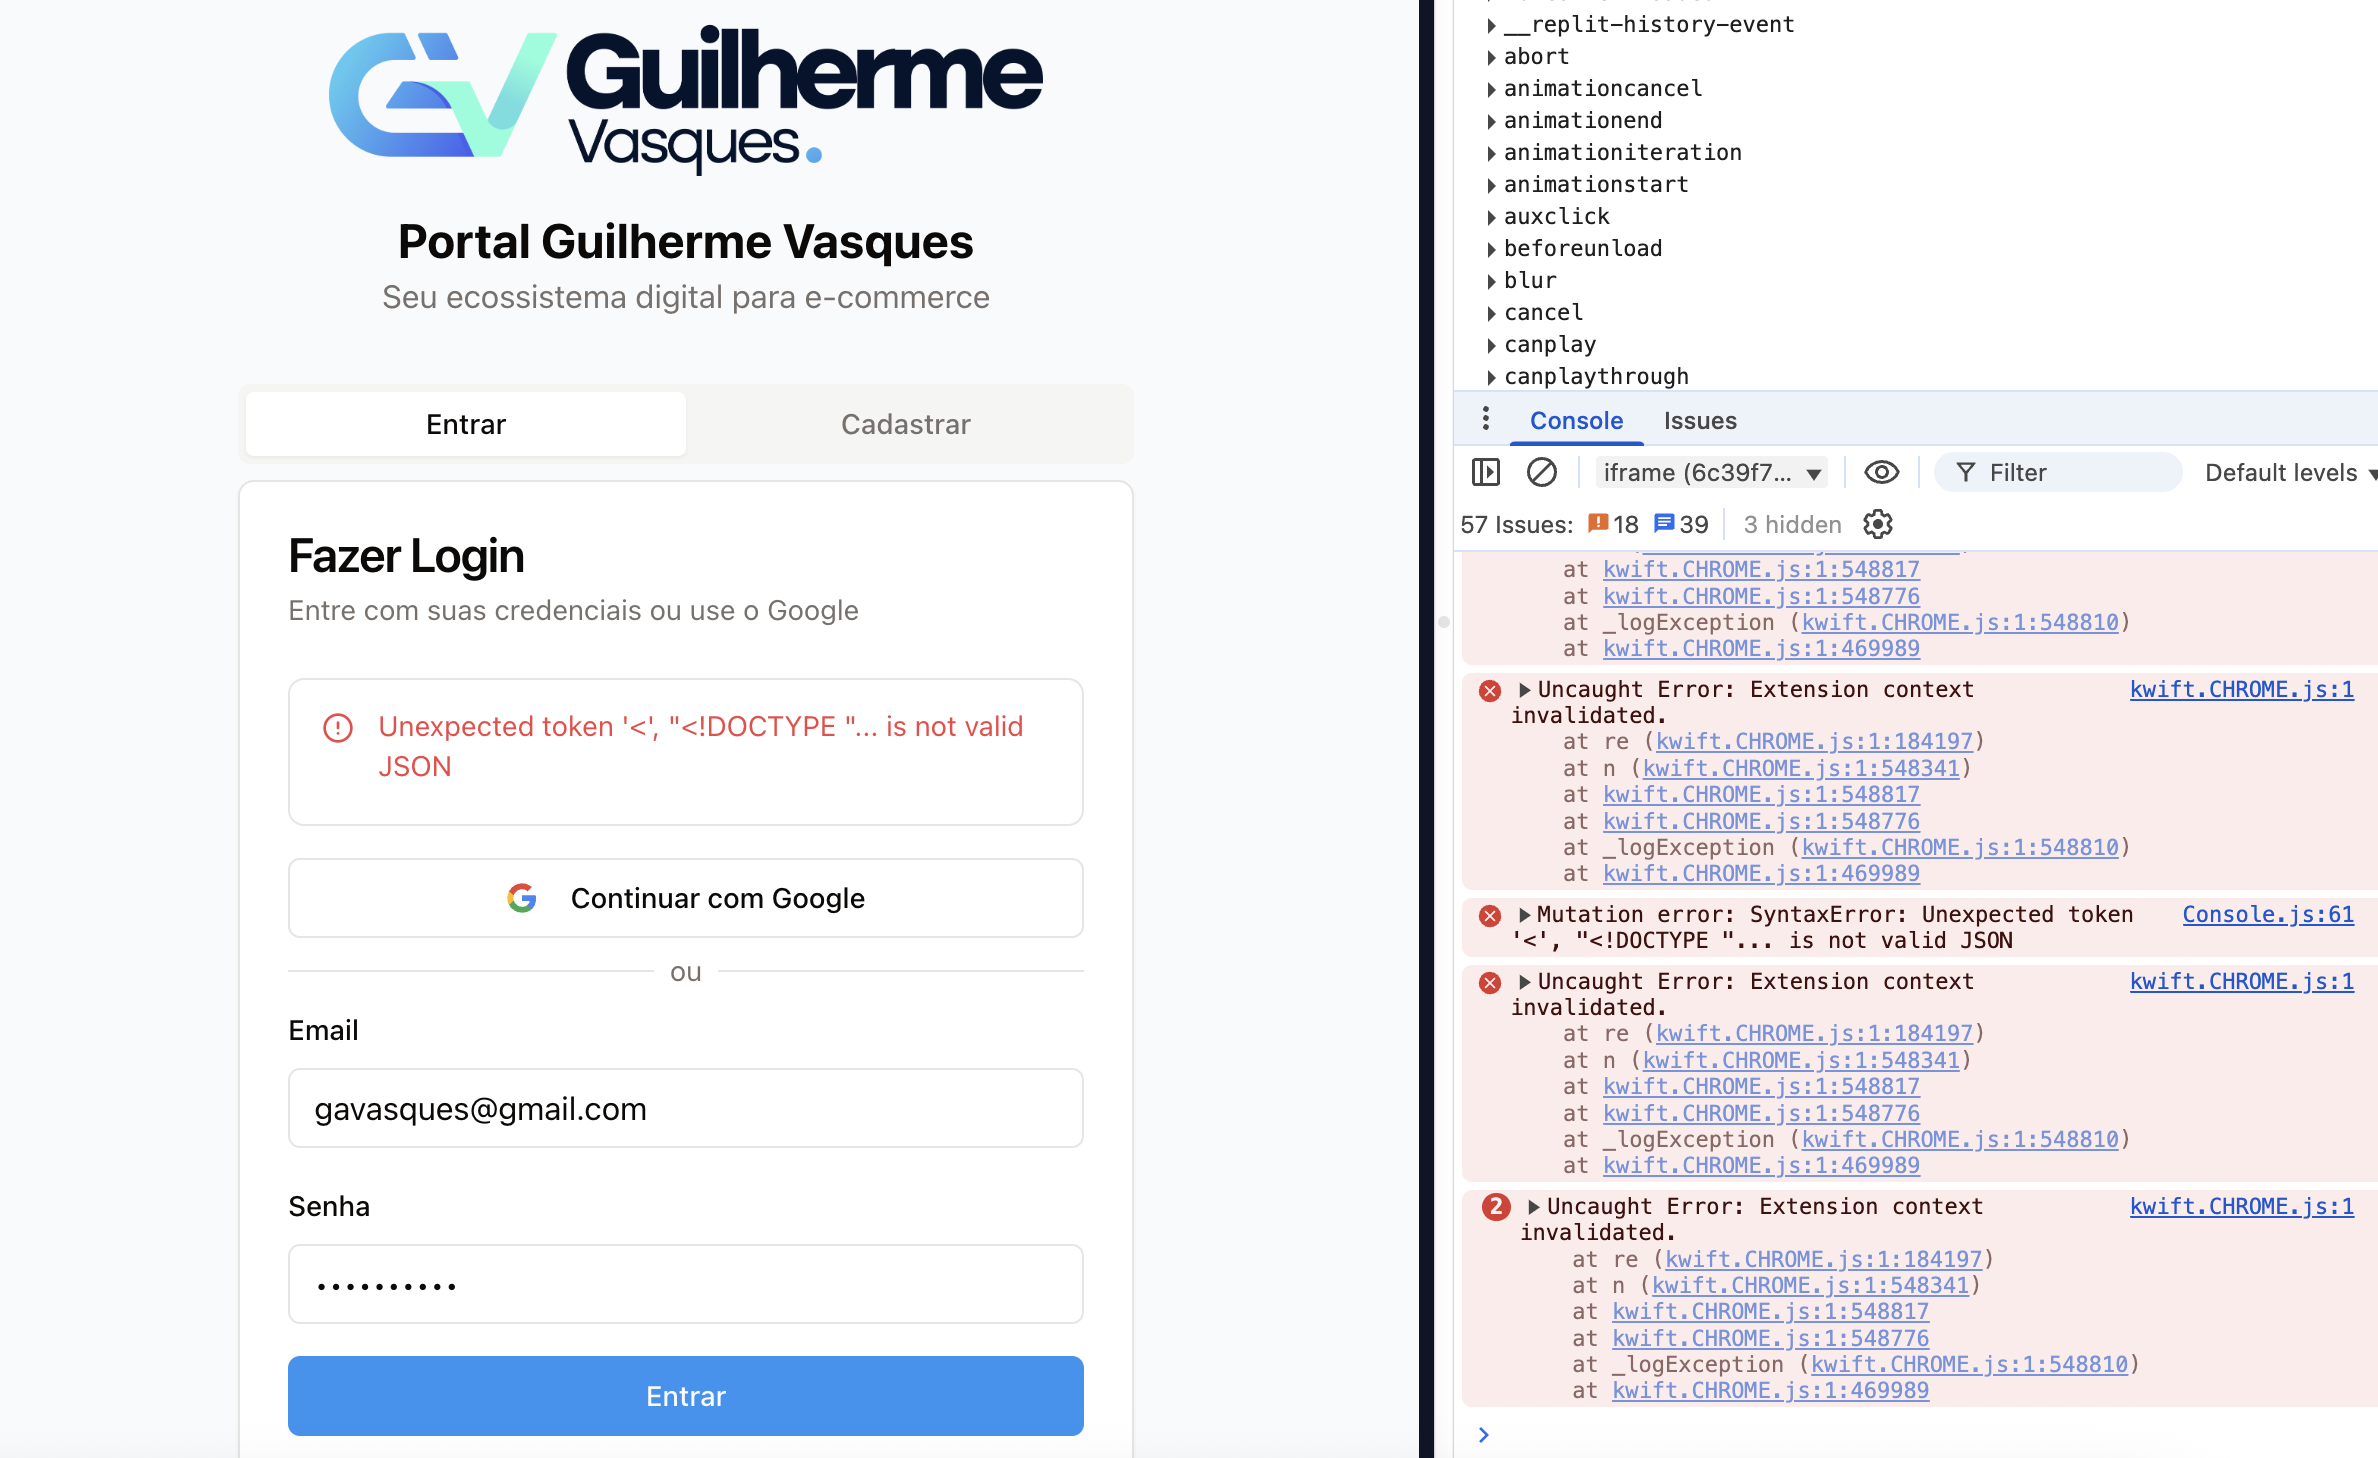 Guilherme
Vasques.
Portal Guilherme Vasques
Seu ecossistema digital para e-commerce
Entrar
Cadastrar
Fazer Login
Entre com suas credenciais ou use o Google
Unexpected token '<', "<!DOCTYPE "... is not valid
JSON
Continuar com Google
ou
Email
gavasques@gmail.com
Senha
••••••••••
Entrar
__replit-history-event
abort
animationcancel
animationend
animationiteration
animationstart
auxclick
beforeunload
blur
cancel
canplay
canplaythrough
Console Issues
iframe (6c39f7... Filter Default levels
57 Issues: 18 39 3 hidden
at kwift.CHROME.js:1:548817
at kwift.CHROME.js:1:548776
at _logException (kwift.CHROME.js:1:548810)
at kwift.CHROME.js:1:469989
Uncaught Error: Extension context kwift.CHROME.js:1
invalidated.
at re (kwift.CHROME.js:1:184197)
at n (kwift.CHROME.js:1:548341)
at kwift.CHROME.js:1:548817
at kwift.CHROME.js:1:548776
at _logException (kwift.CHROME.js:1:548810)
at kwift.CHROME.js:1:469989
Mutation error: SyntaxError: Unexpected token Console.js:61
'<', "<!DOCTYPE "... is not valid JSON
Uncaught Error: Extension context kwift.CHROME.js:1
invalidated.
at re (kwift.CHROME.js:1:184197)
at n (kwift.CHROME.js:1:548341)
at kwift.CHROME.js:1:548817
at kwift.CHROME.js:1:548776
at _logException (kwift.CHROME.js:1:548810)
at kwift.CHROME.js:1:469989
2 Uncaught Error: Extension context kwift.CHROME.js:1
invalidated.
at re (kwift.CHROME.js:1:184197)
at n (kwift.CHROME.js:1:548341)
at kwift.CHROME.js:1:548817
at kwift.CHROME.js:1:548776
at _logException (kwift.CHROME.js:1:548810)
at kwift.CHROME.js:1:469989